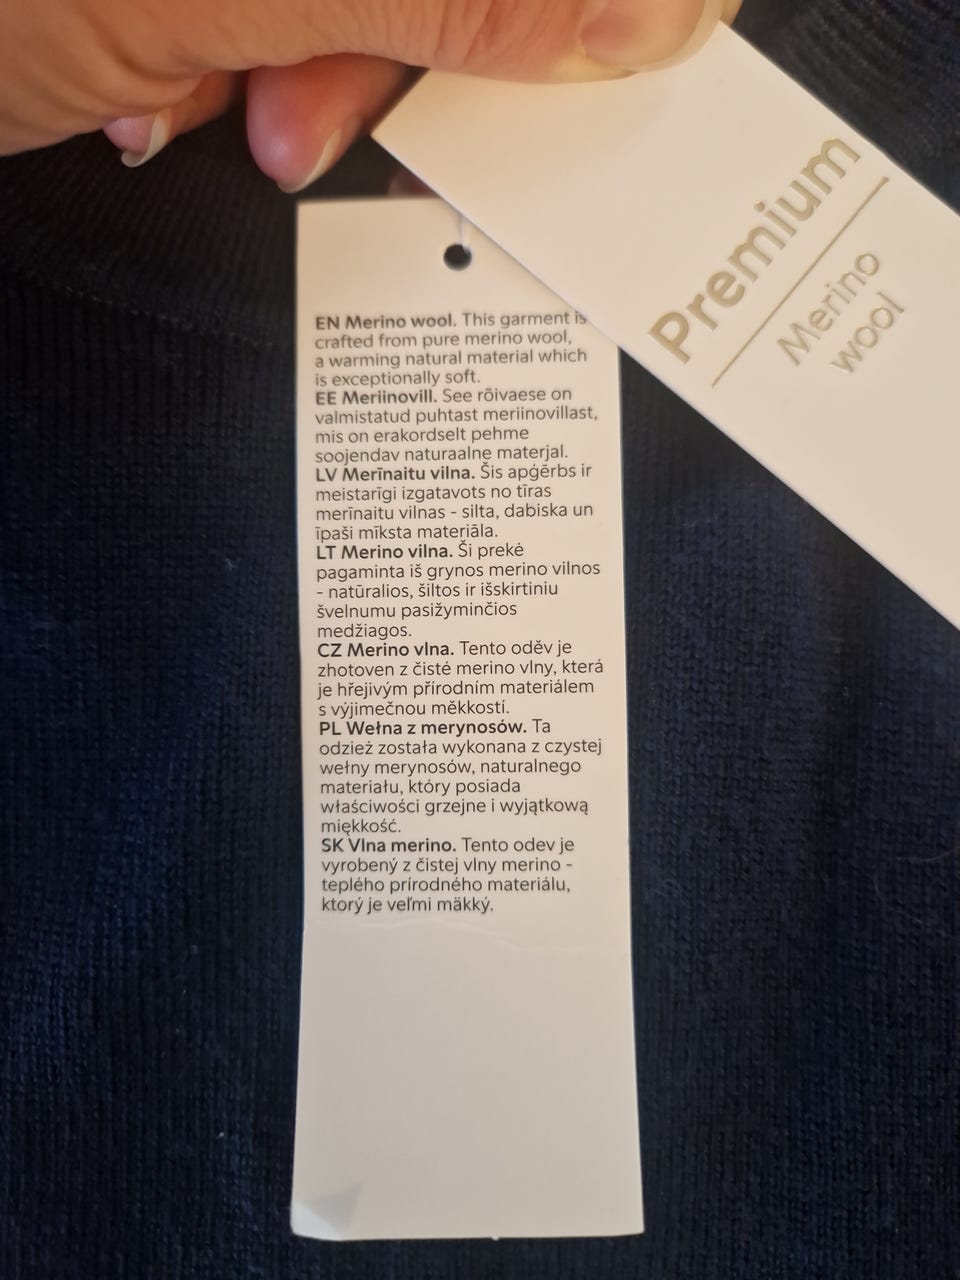 Premium
Merino
wool
EN Merino wool. This garment is
crafted from pure merino wool,
a warming natural material which
is exceptionally soft.
EE Meriinovill. See rõivaese on
valmistatud puhtast meriinovillast,
mis on erakordselt pehme
soojendav naturaalne materjal.
LV Merīnaitu vilna. Šis apģērbs ir
meistarīgi izgatavots no tīras
merīnaitu vilnas - silta, dabiska un
īpaši mīksta materiāla.
LT Merino vilna. Ši prekė
pagaminta iš grynos merino vilnos
- natūralios, šiltos ir išskirtiniu
švelnumu pasižyminčios
medžiagos.
CZ Merino vlna. Tento oděv je
zhotoven z čisté merino vlny, která
je hřejivým přírodním materiálem
s výjimečnou měkkostí.
PL Wełna z merynosów. Ta
odzież została wykonana z czystej
wełny merynosów, naturalnego
materiału, który posiada
właściwości grzejne i wyjątkową
miękkość.
SK Vlna merino. Tento odev je
vyrobený z čistej vlny merino -
teplého prírodného materiálu,
ktorý je veľmi mäkký.